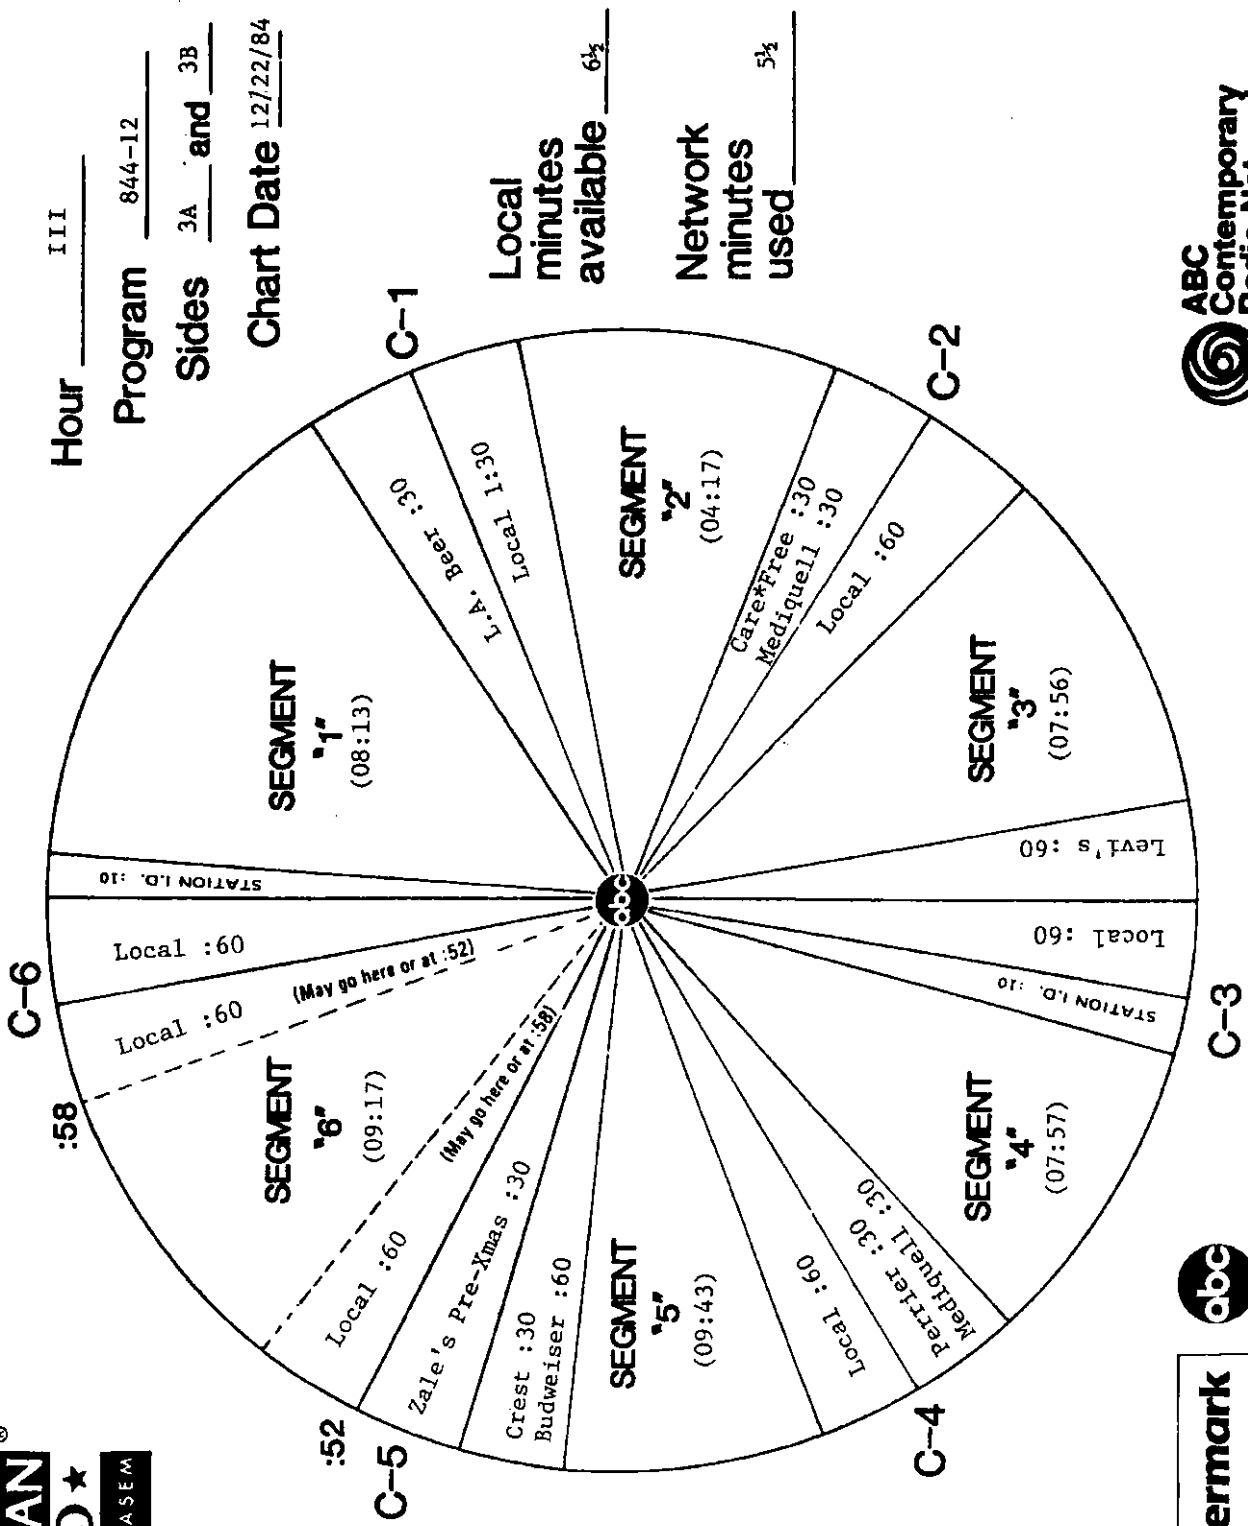 Hour III
Program 844-12
Sides 3A and 3B
Chart Date 12/22/84
Local
minutes
available 6½
Network
minutes
used 5½
C-1
C-2
C-3
C-4
C-5
C-6
:52
:58
SEGMENT
"1"
(08:13)
L.A. Beer :30
Local 1:30
SEGMENT
"2"
(04:17)
Care*Free :30
Mediquell :30
Local :60
SEGMENT
"3"
(07:56)
Levi's :60
Local :60
STATION I.D. :10
SEGMENT
"4"
(07:57)
Perrier :30
Mediquell :30
Local :60
SEGMENT
"5"
(09:43)
Crest :30
Budweiser :60
Zale's Pre-Xmas :30
Local :60
(May go here or at :58)
SEGMENT
"6"
(09:17)
Local :60
(May go here or at :52)
Local :60
STATION I.D. :10
abc
ABC
Contemporary
abc